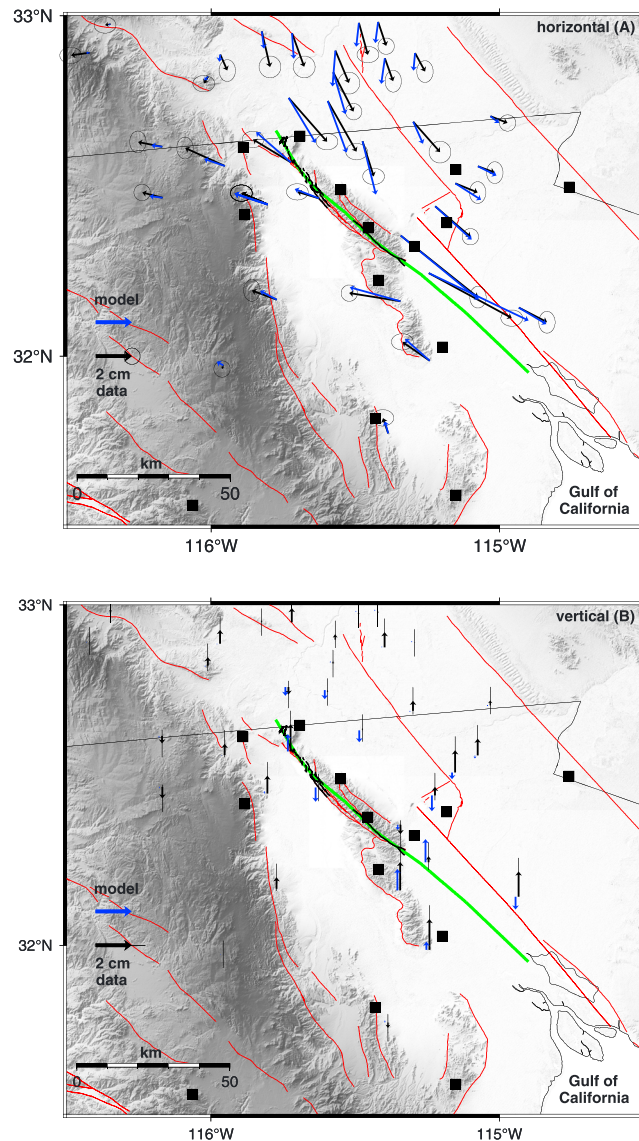 33°N
horizontal (A)
model
32°N
2 cm
data
km
0
50
Gulf of
California
116°W
115°W
33°N
vertical (B)
model
32°N
2 cm
data
km
0
50
Gulf of
California
116°W
115°W